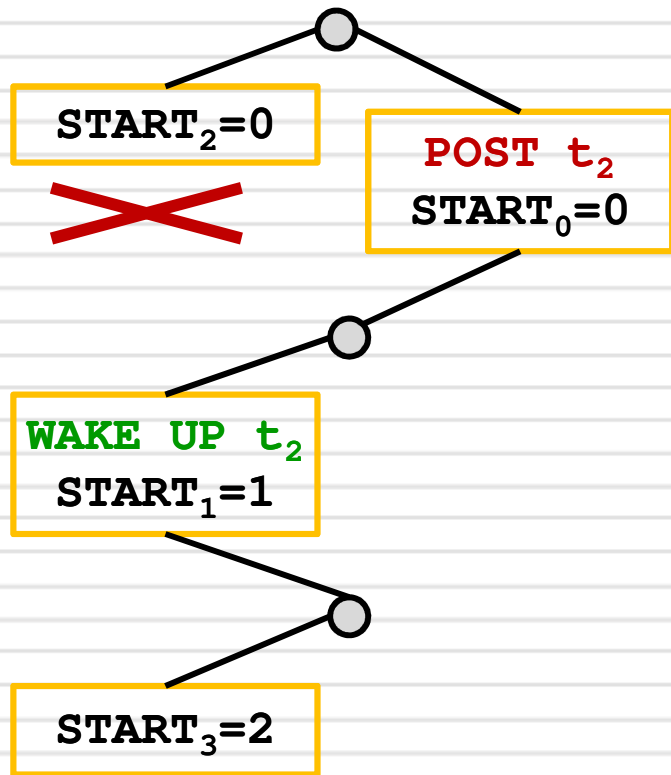 START₂=0
POST t₂
START₀=0
WAKE UP t₂
START₁=1
START₃=2